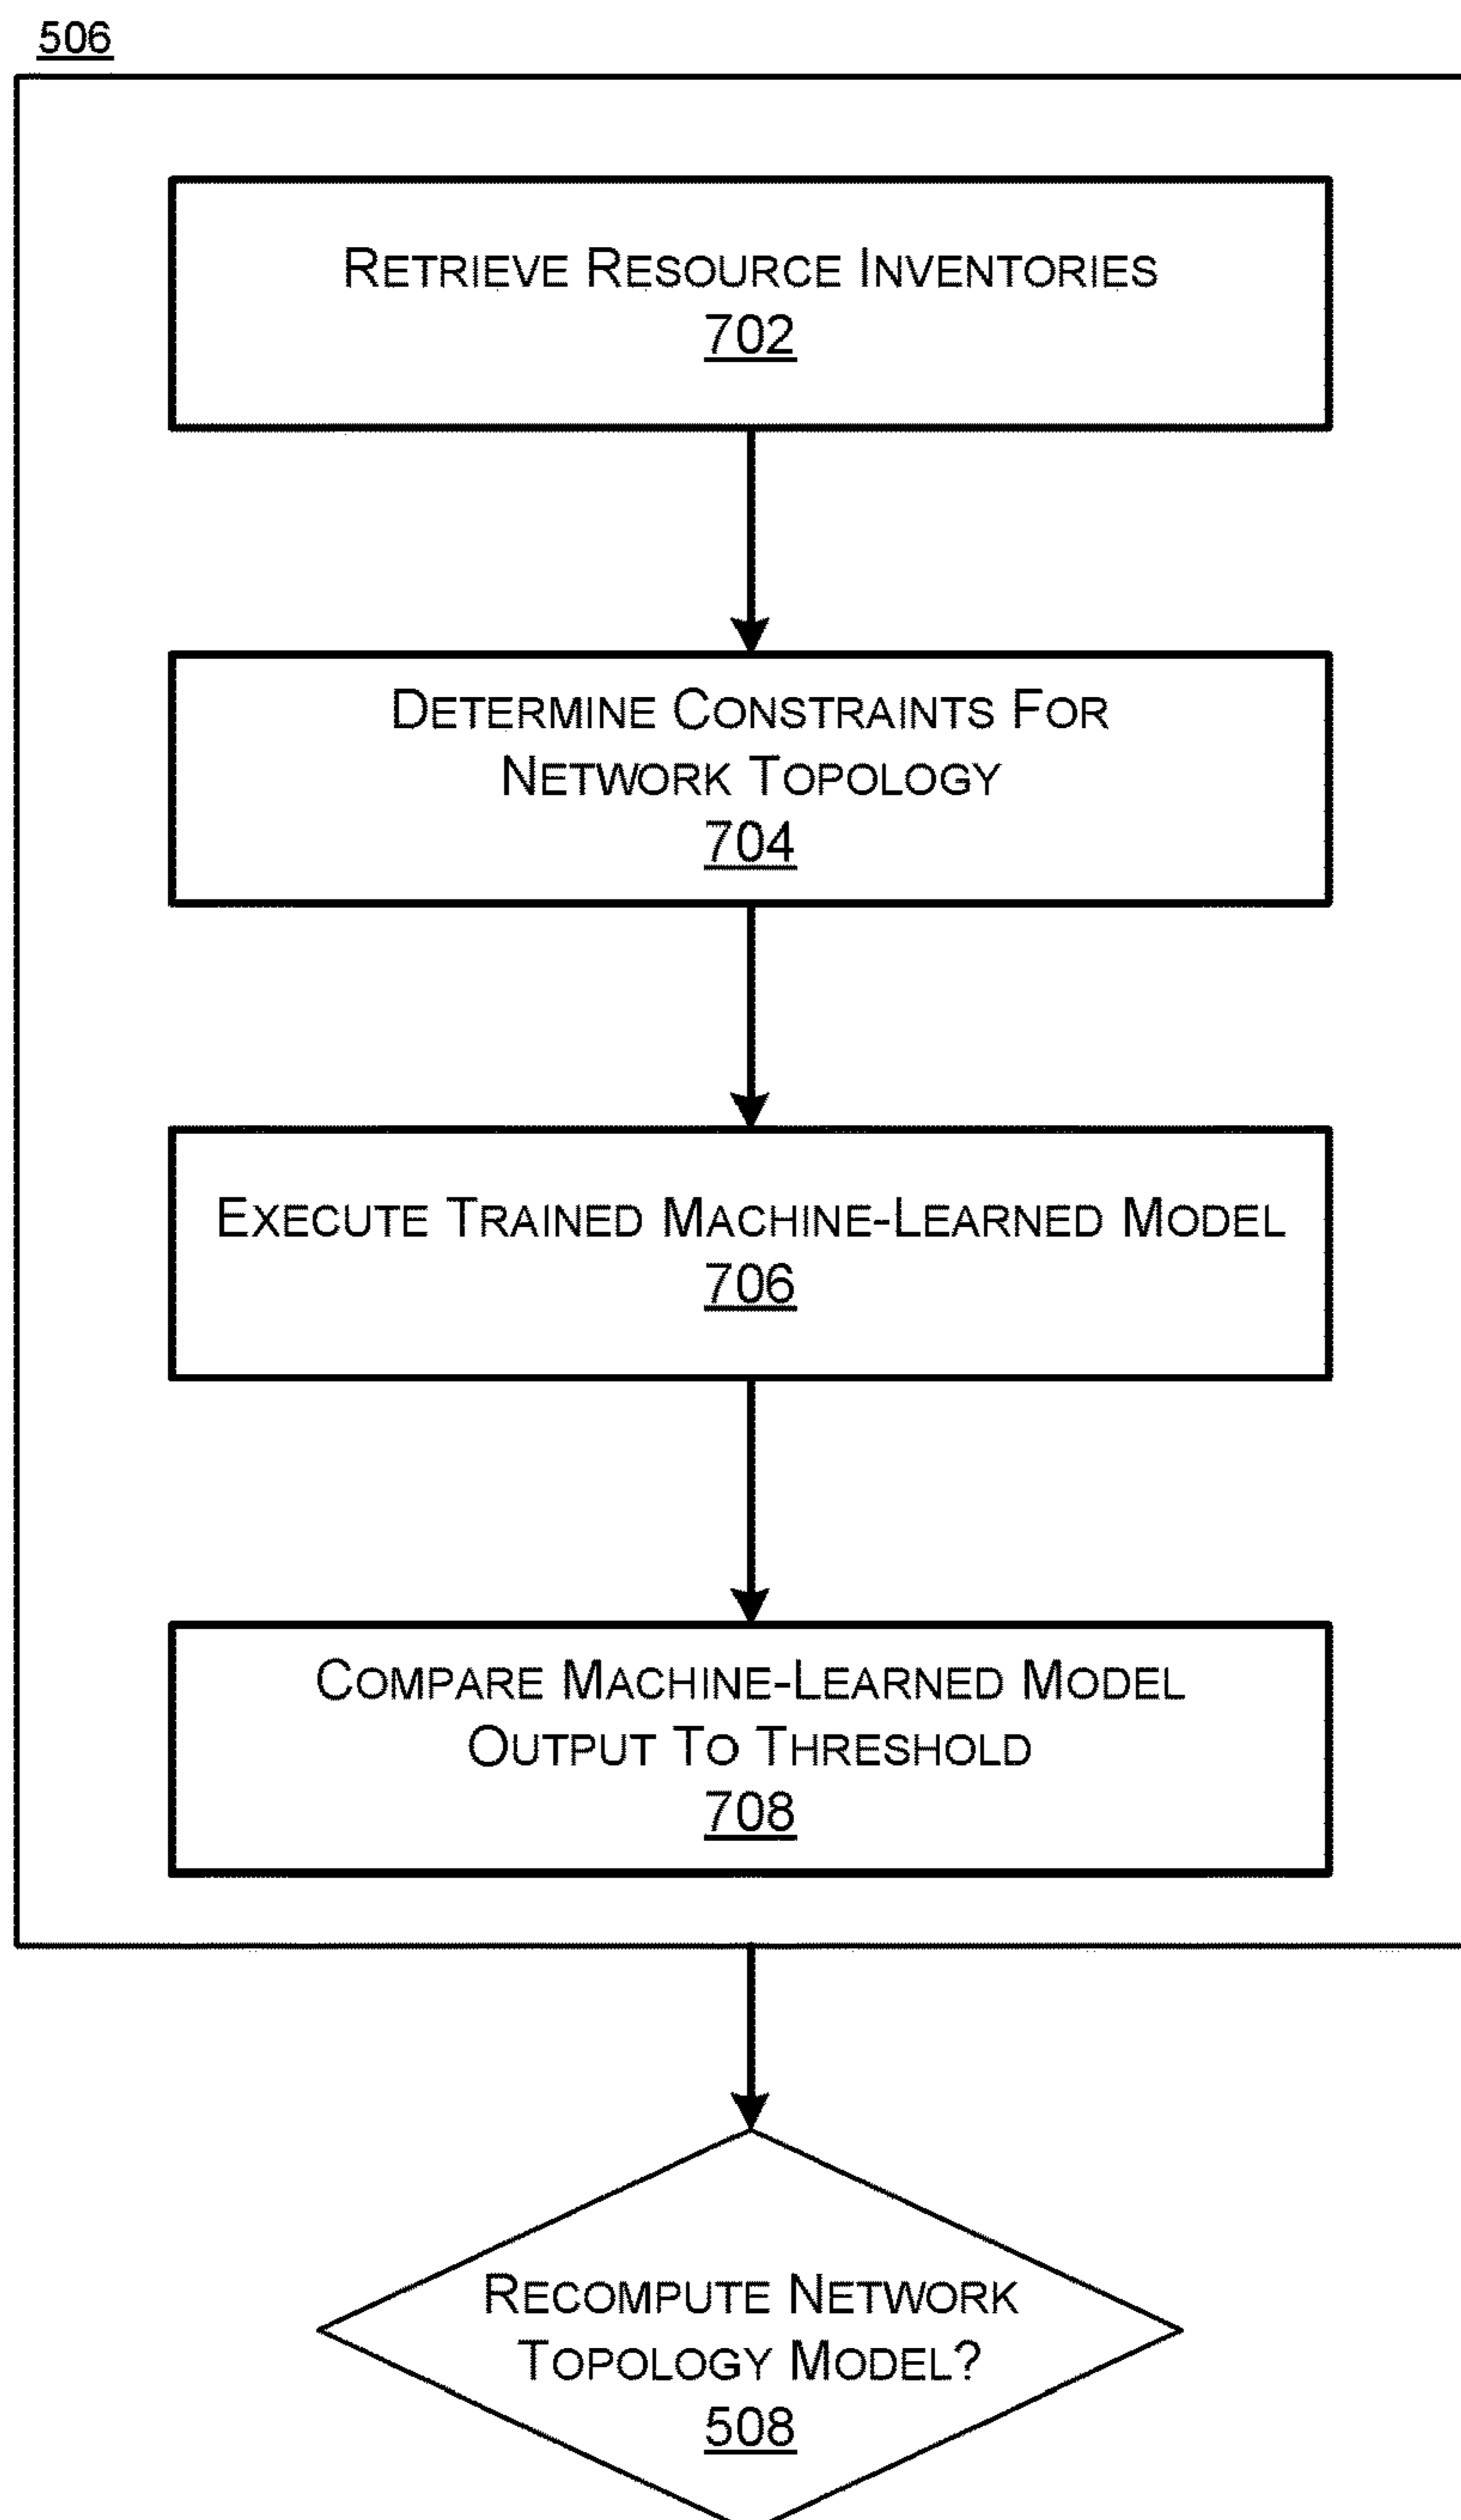 506
RETRIEVE RESOURCE INVENTORIES
702
DETERMINE CONSTRAINTS FOR
NETWORK TOPOLOGY
704
EXECUTE TRAINED MACHINE-LEARNED MODEL
706
COMPARE MACHINE-LEARNED MODEL
OUTPUT TO THRESHOLD
708
RECOMPUTE NETWORK
TOPOLOGY MODEL?
508